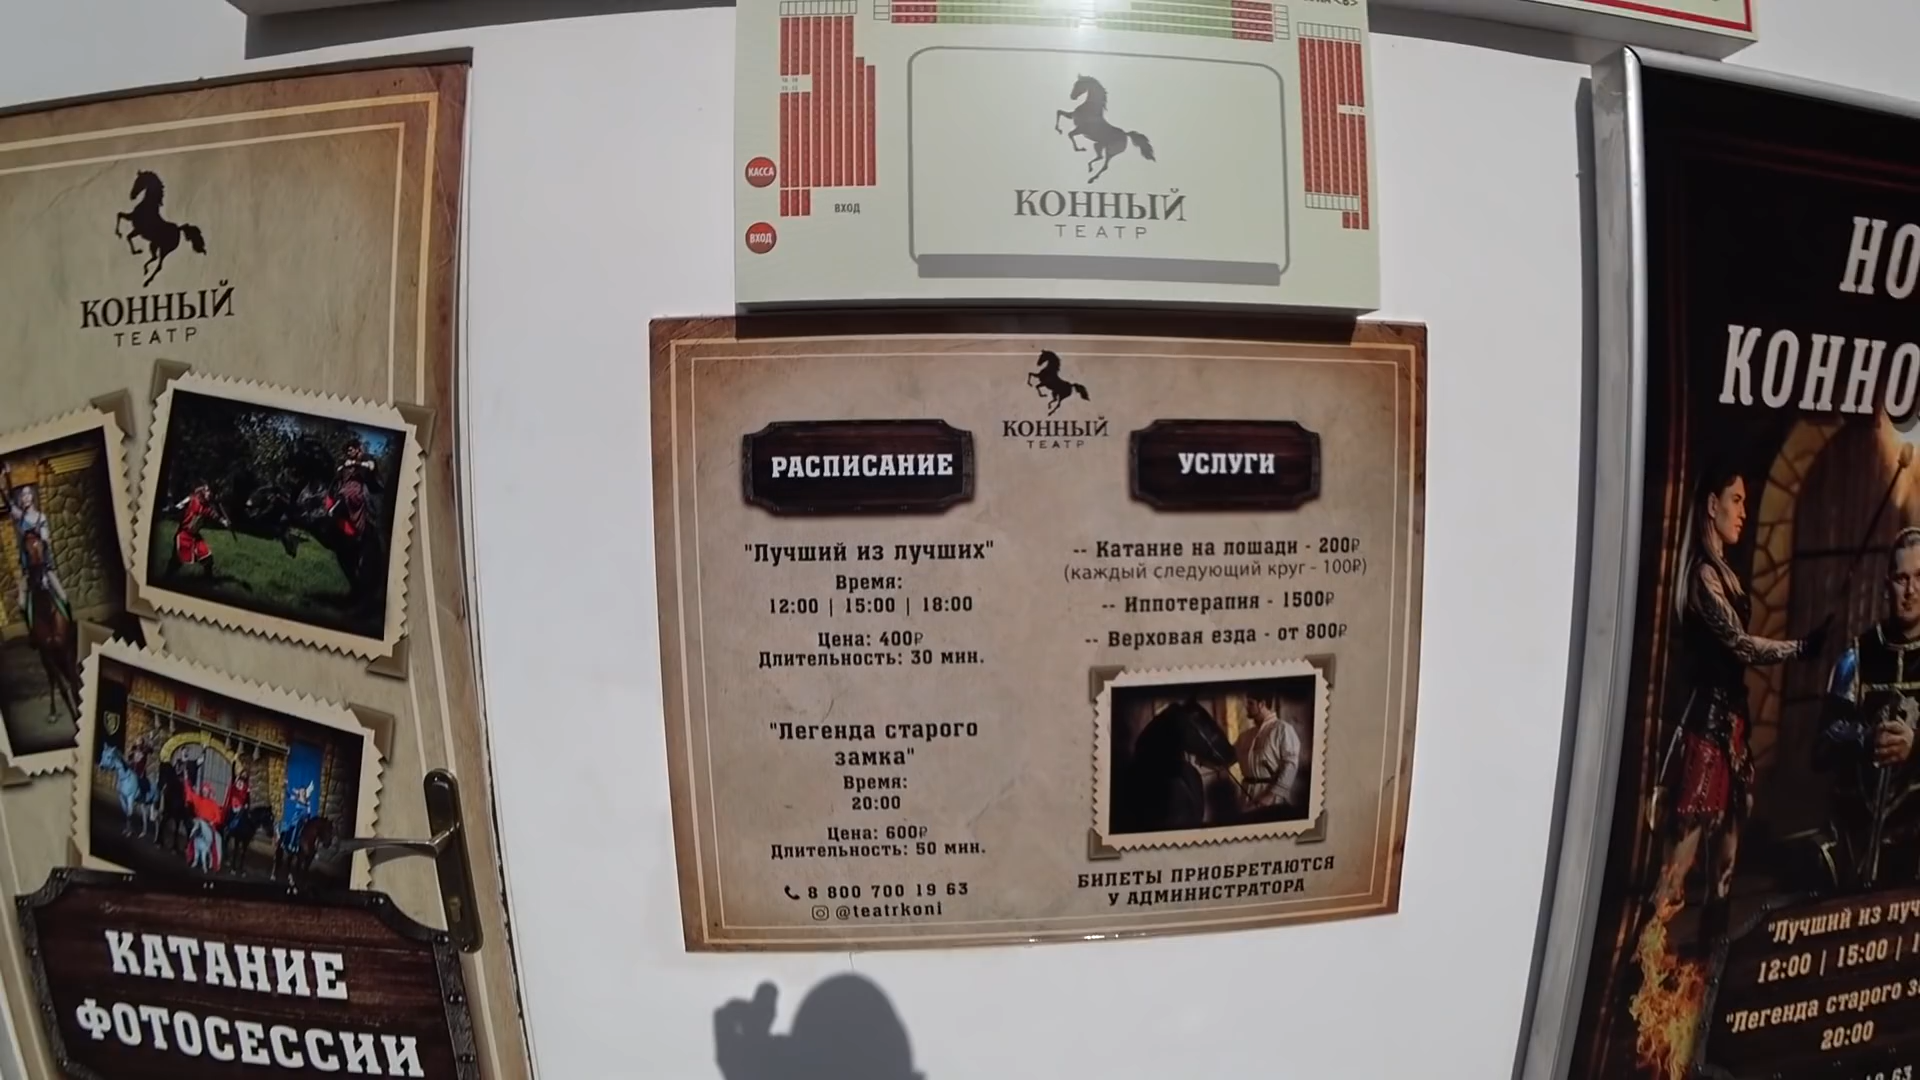 КАССА
ВХОД
ВХОД
КОННЫЙ
ТЕАТР
КОННЫЙ
ТЕАТР
КАТАНИЕ
ФОТОСЕССИИ
КОННЫЙ
ТЕАТР
РАСПИСАНИЕ
"Лучший из лучших"
Время:
12:00 | 15:00 | 18:00
Цена: 400₽
Длительность: 30 мин.
"Легенда старого
замка"
Время:
20:00
Цена: 600₽
Длительность: 50 мин.
8 800 700 19 63
@teatrkoni
УСЛУГИ
-- Катание на лошади - 200₽
(каждый следующий круг - 100₽)
-- Иппотерапия - 1500₽
-- Верховая езда - от 800₽
БИЛЕТЫ ПРИОБРЕТАЮТСЯ
У АДМИНИСТРАТОРА
НО
КОННО
"Лучший из луч
12:00 | 15:00 | 1
"Легенда старого з
20:00